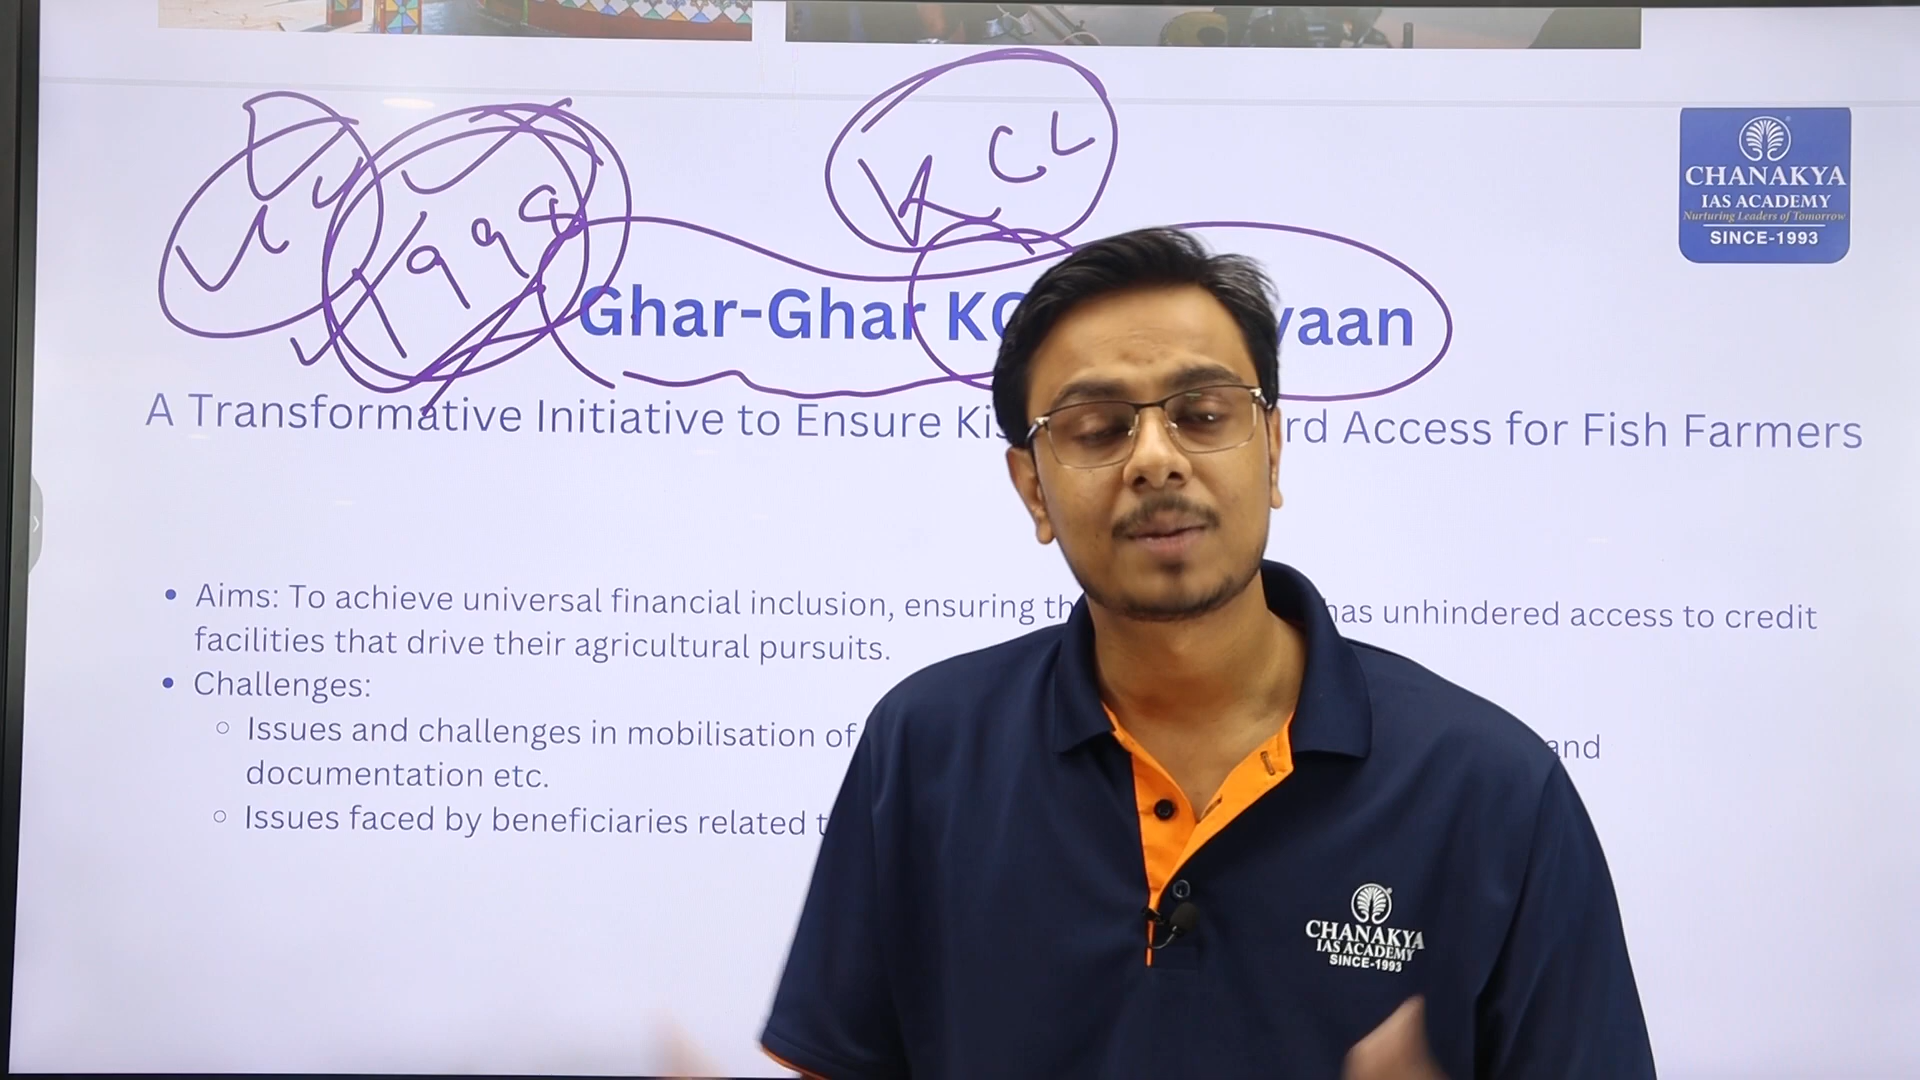 CHANAKYA
IAS ACADEMY
Nurturing Leaders of Tomorrow
SINCE-1993
1998
Ghar-Ghar KC yaan
A Transformative Initiative to Ensure Kis rd Access for Fish Farmers
Aims: To achieve universal financial inclusion, ensuring th has unhindered access to credit
facilities that drive their agricultural pursuits.
Challenges:
Issues and challenges in mobilisation of and
documentation etc.
Issues faced by beneficiaries related t
CHANAKYA
IAS ACADEMY
SINCE-1993